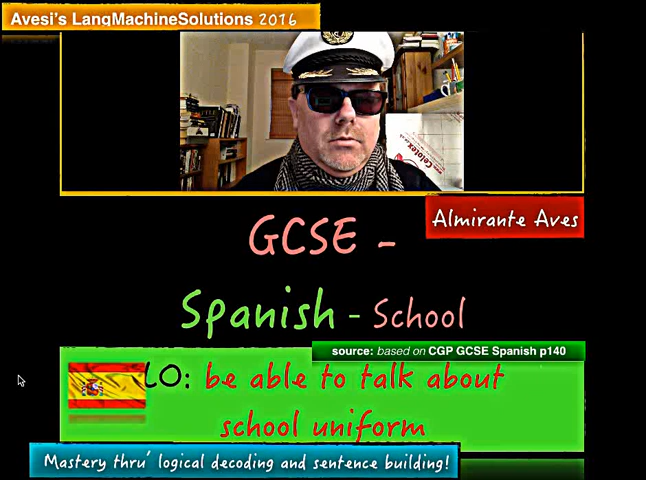 Avesi's LangMachineSolutions 2016
Celotex
Almirante Aves
GCSE -
Spanish - School
source: based on CGP GCSE Spanish p140
LO: be able to talk about
school uniform
Mastery thru' logical decoding and sentence building!